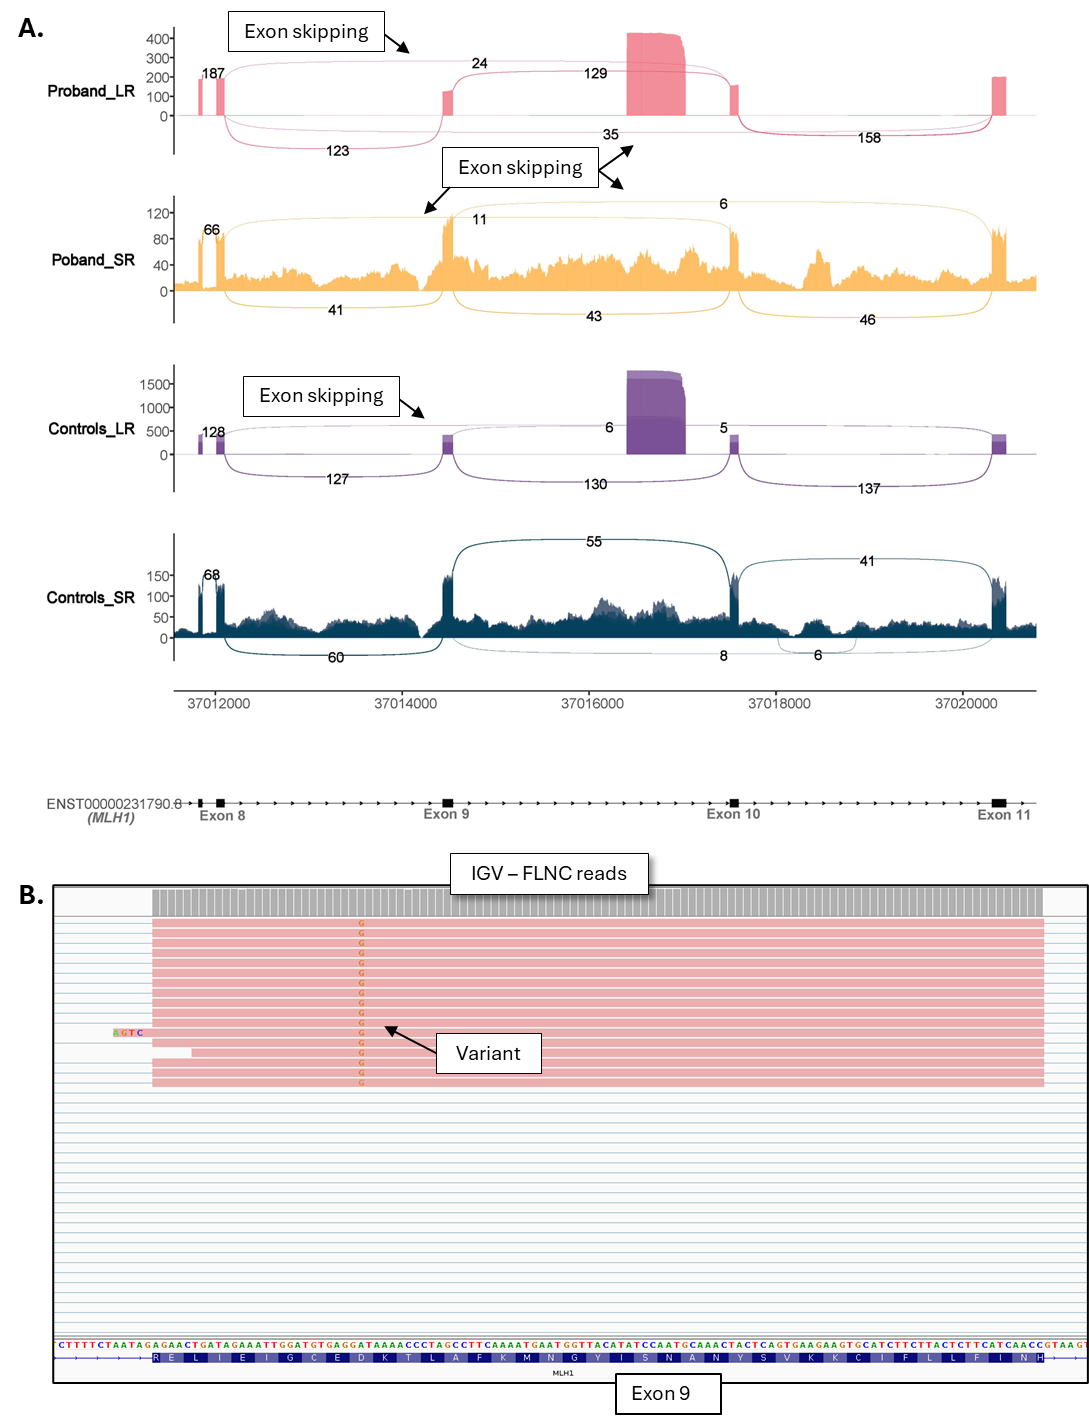 A.
Exon skipping
400
300
200
100
0
Proband_LR
187
24
129
35
123
158
Exon skipping
120
80
40
0
Poband_SR
66
11
6
41
43
46
Exon skipping
1500
1000
500
0
Controls_LR
128
6
5
127
130
137
150
100
50
0
Controls_SR
68
55
41
60
8
6
37012000 37014000 37016000 37018000 37020000
ENST00000231790.8
(MLH1)
Exon 8 Exon 9 Exon 10 Exon 11
B.
IGV – FLNC reads
G
G
G
G
G
G
G
G
G
G
G
AGTC G
G
G
G
G
G
Variant
CTTTTCTAATAGAGAACTGATAGAAATTGGATGTGAGGATAAAACCCTAGCCTTCAAAATGAATGGTTACATATCCAATGCAAACTACTCAGTGAAGAAGTGCATCTTCTTACTCTTCATCAACCGTAAGT
R E L I E I G C E D K T L A F K M N G Y I S N A N Y S V K K C I F L L F I N H
MLH1
Exon 9